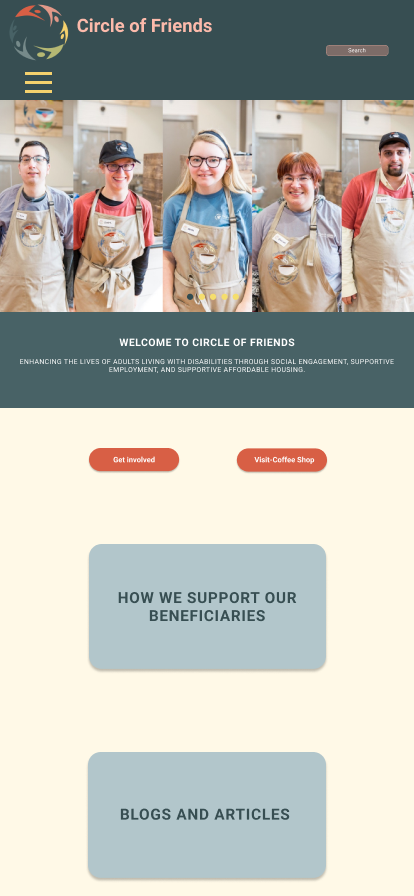 Circle of Friends
Search
WELCOME TO CIRCLE OF FRIENDS
ENHANCING THE LIVES OF ADULTS LIVING WITH DISABILITIES THROUGH SOCIAL ENGAGEMENT, SUPPORTIVE
EMPLOYMENT, AND SUPPORTIVE AFFORDABLE HOUSING.
Get involved
Visit-Coffee Shop
HOW WE SUPPORT OUR
BENEFICIARIES
BLOGS AND ARTICLES